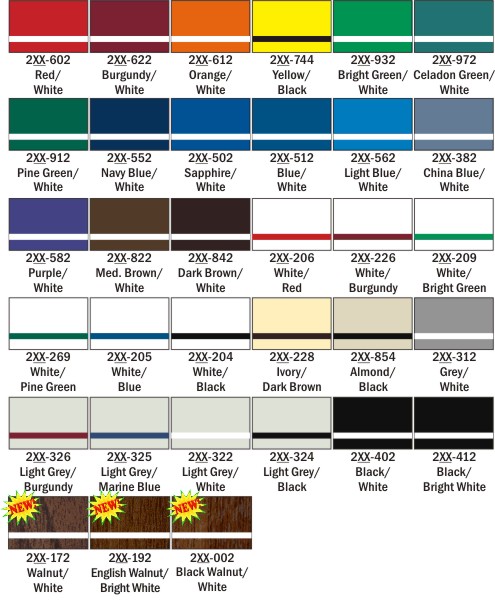 2XX-602 2XX-622 2XX-612 2XX-744 2XX-932 2XX-972
Red/ Burgundy/ Orange/ Yellow/ Bright Green/ Celadon Green/
White White White Black White White
2XX-912 2XX-552 2XX-502 2XX-512 2XX-562 2XX-382
Pine Green/ Navy Blue/ Sapphire/ Blue/ Light Blue/ China Blue/
White White White White White White
2XX-582 2XX-822 2XX-842 2XX-206 2XX-226 2XX-209
Purple/ Med. Brown/ Dark Brown/ White/ White/ White/
White White White Red Burgundy Bright Green
2XX-269 2XX-205 2XX-204 2XX-228 2XX-854 2XX-312
White/ White/ White/ Ivory/ Almond/ Grey/
Pine Green Blue Black Dark Brown Black White
2XX-326 2XX-325 2XX-322 2XX-324 2XX-402 2XX-412
Light Grey/ Light Grey/ Light Grey/ Light Grey/ Black/ Black/
Burgundy Marine Blue White Black White Bright White
NEW NEW NEW
2XX-172 2XX-192 2XX-002
Walnut/ English Walnut/ Black Walnut/
White Bright White White